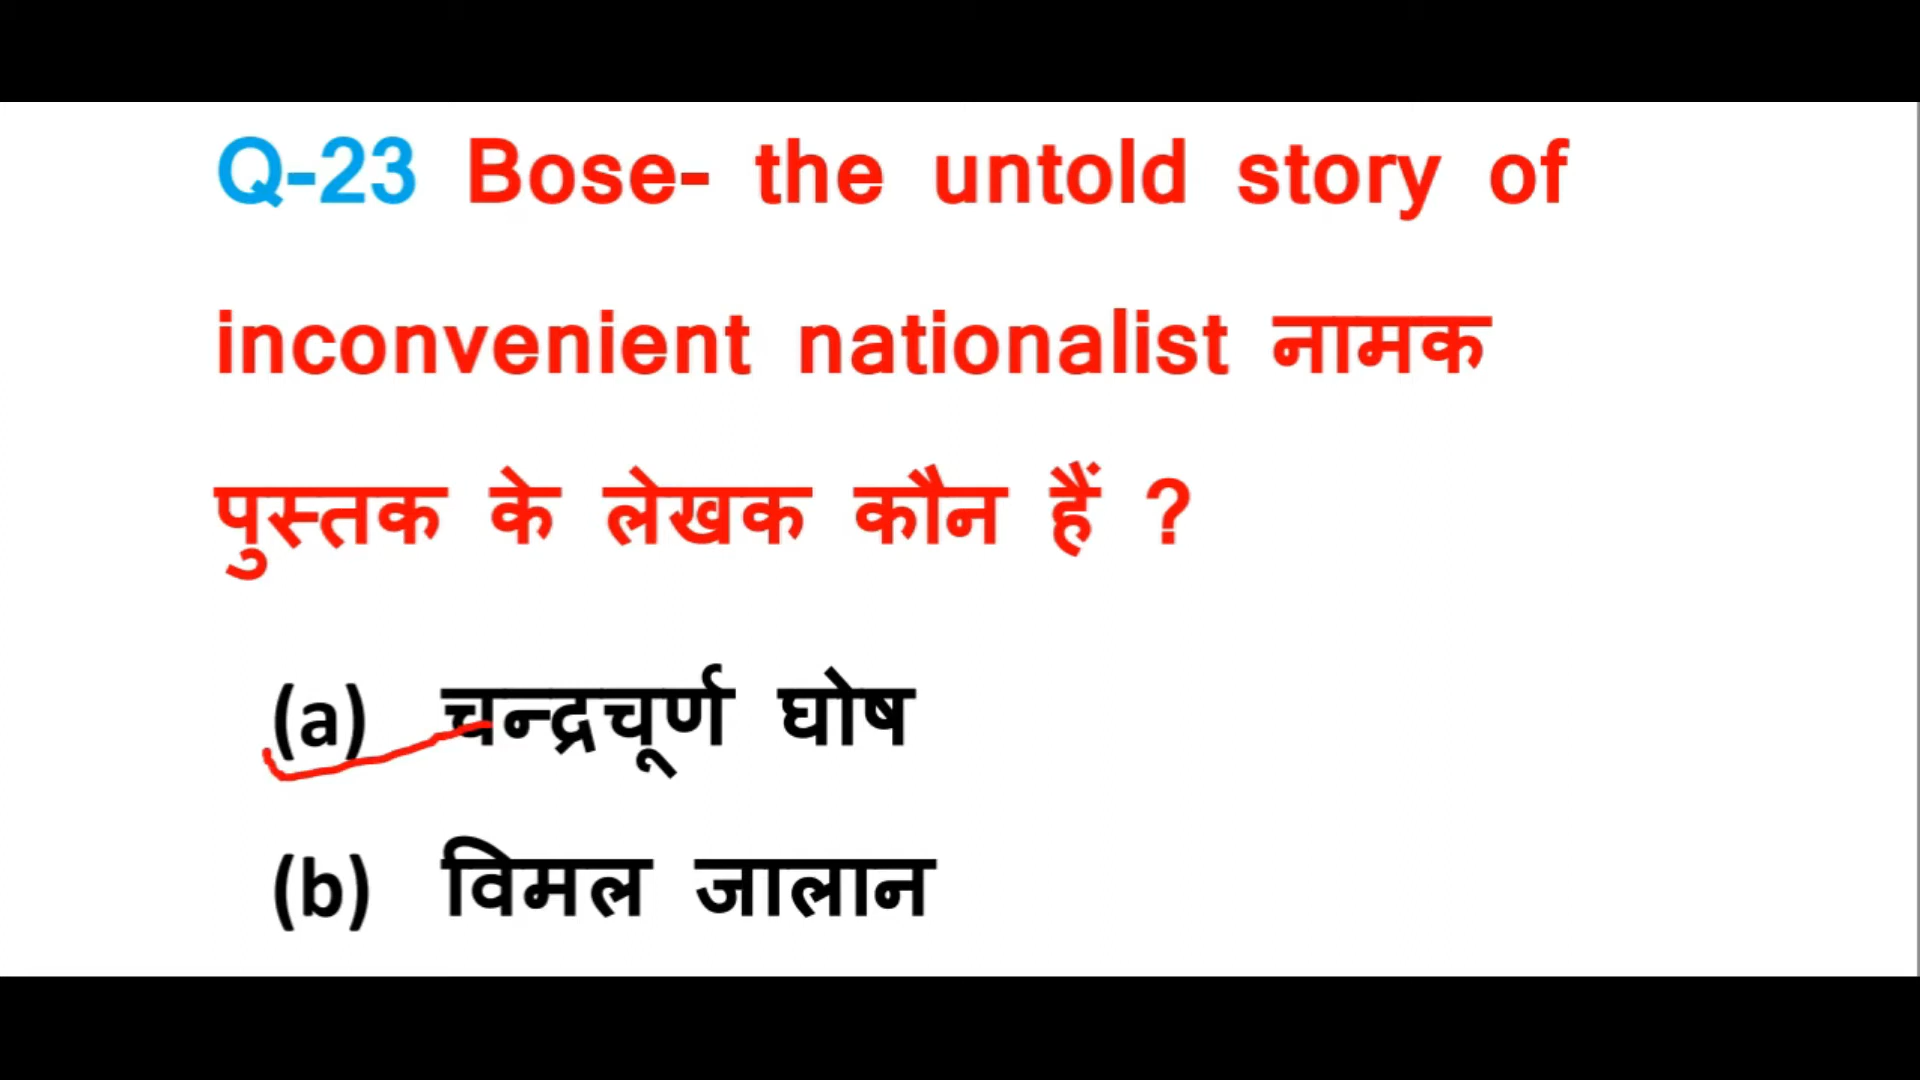 Q-23 Bose- the untold story of
inconvenient nationalist नामक
पुस्तक के लेखक कौन हैं ?
(a) चन्द्रचूर्ण घोष
(b) विमल जालान